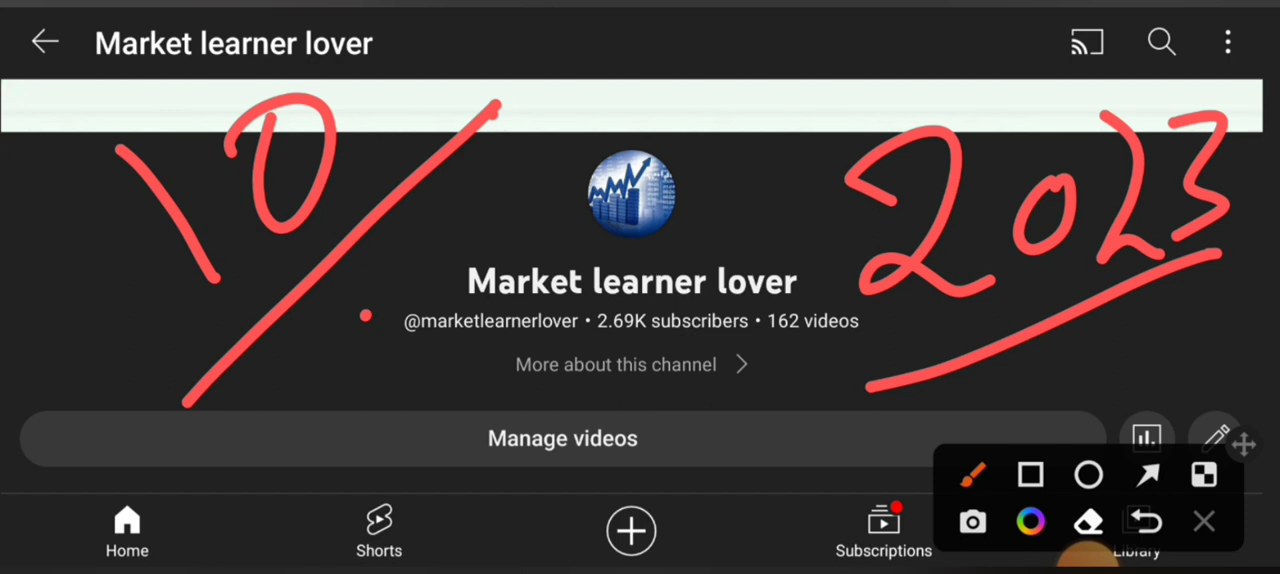 Market learner lover
10/ 2023
Market learner lover
@marketlearnerlover • 2.69K subscribers • 162 videos
More about this channel
Manage videos
Home Shorts Subscriptions Library